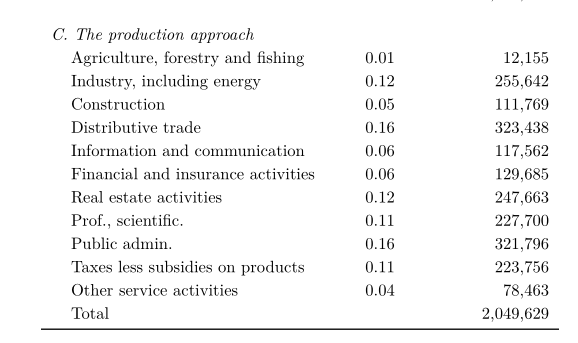 C. The production approach
Agriculture, forestry and fishing 0.01 12,155
Industry, including energy 0.12 255,642
Construction 0.05 111,769
Distributive trade 0.16 323,438
Information and communication 0.06 117,562
Financial and insurance activities 0.06 129,685
Real estate activities 0.12 247,663
Prof., scientific. 0.11 227,700
Public admin. 0.16 321,796
Taxes less subsidies on products 0.11 223,756
Other service activities 0.04 78,463
Total 2,049,629